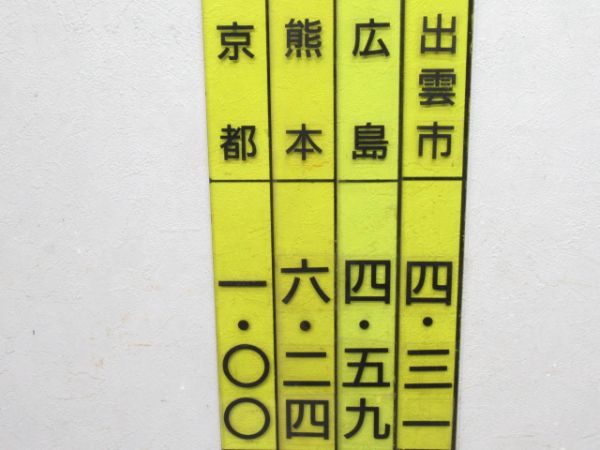 出雲市 四・三一
広島 四・五九
熊本 六・二四
京都 一・〇〇